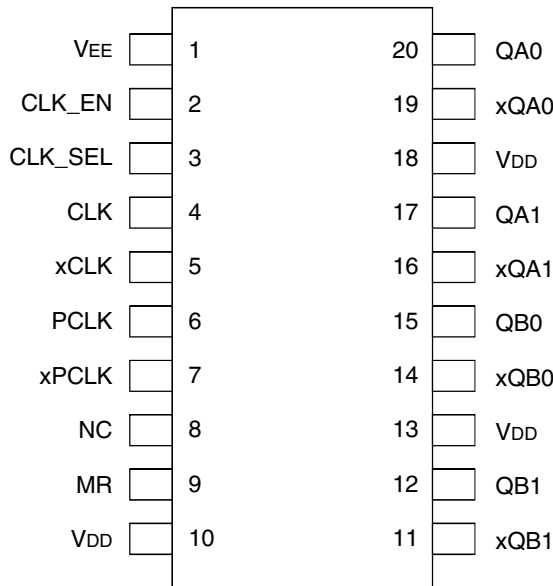 VEE 1 20 QA0
CLK_EN 2 19 xQA0
CLK_SEL 3 18 VDD
CLK 4 17 QA1
xCLK 5 16 xQA1
PCLK 6 15 QB0
xPCLK 7 14 xQB0
NC 8 13 VDD
MR 9 12 QB1
VDD 10 11 xQB1